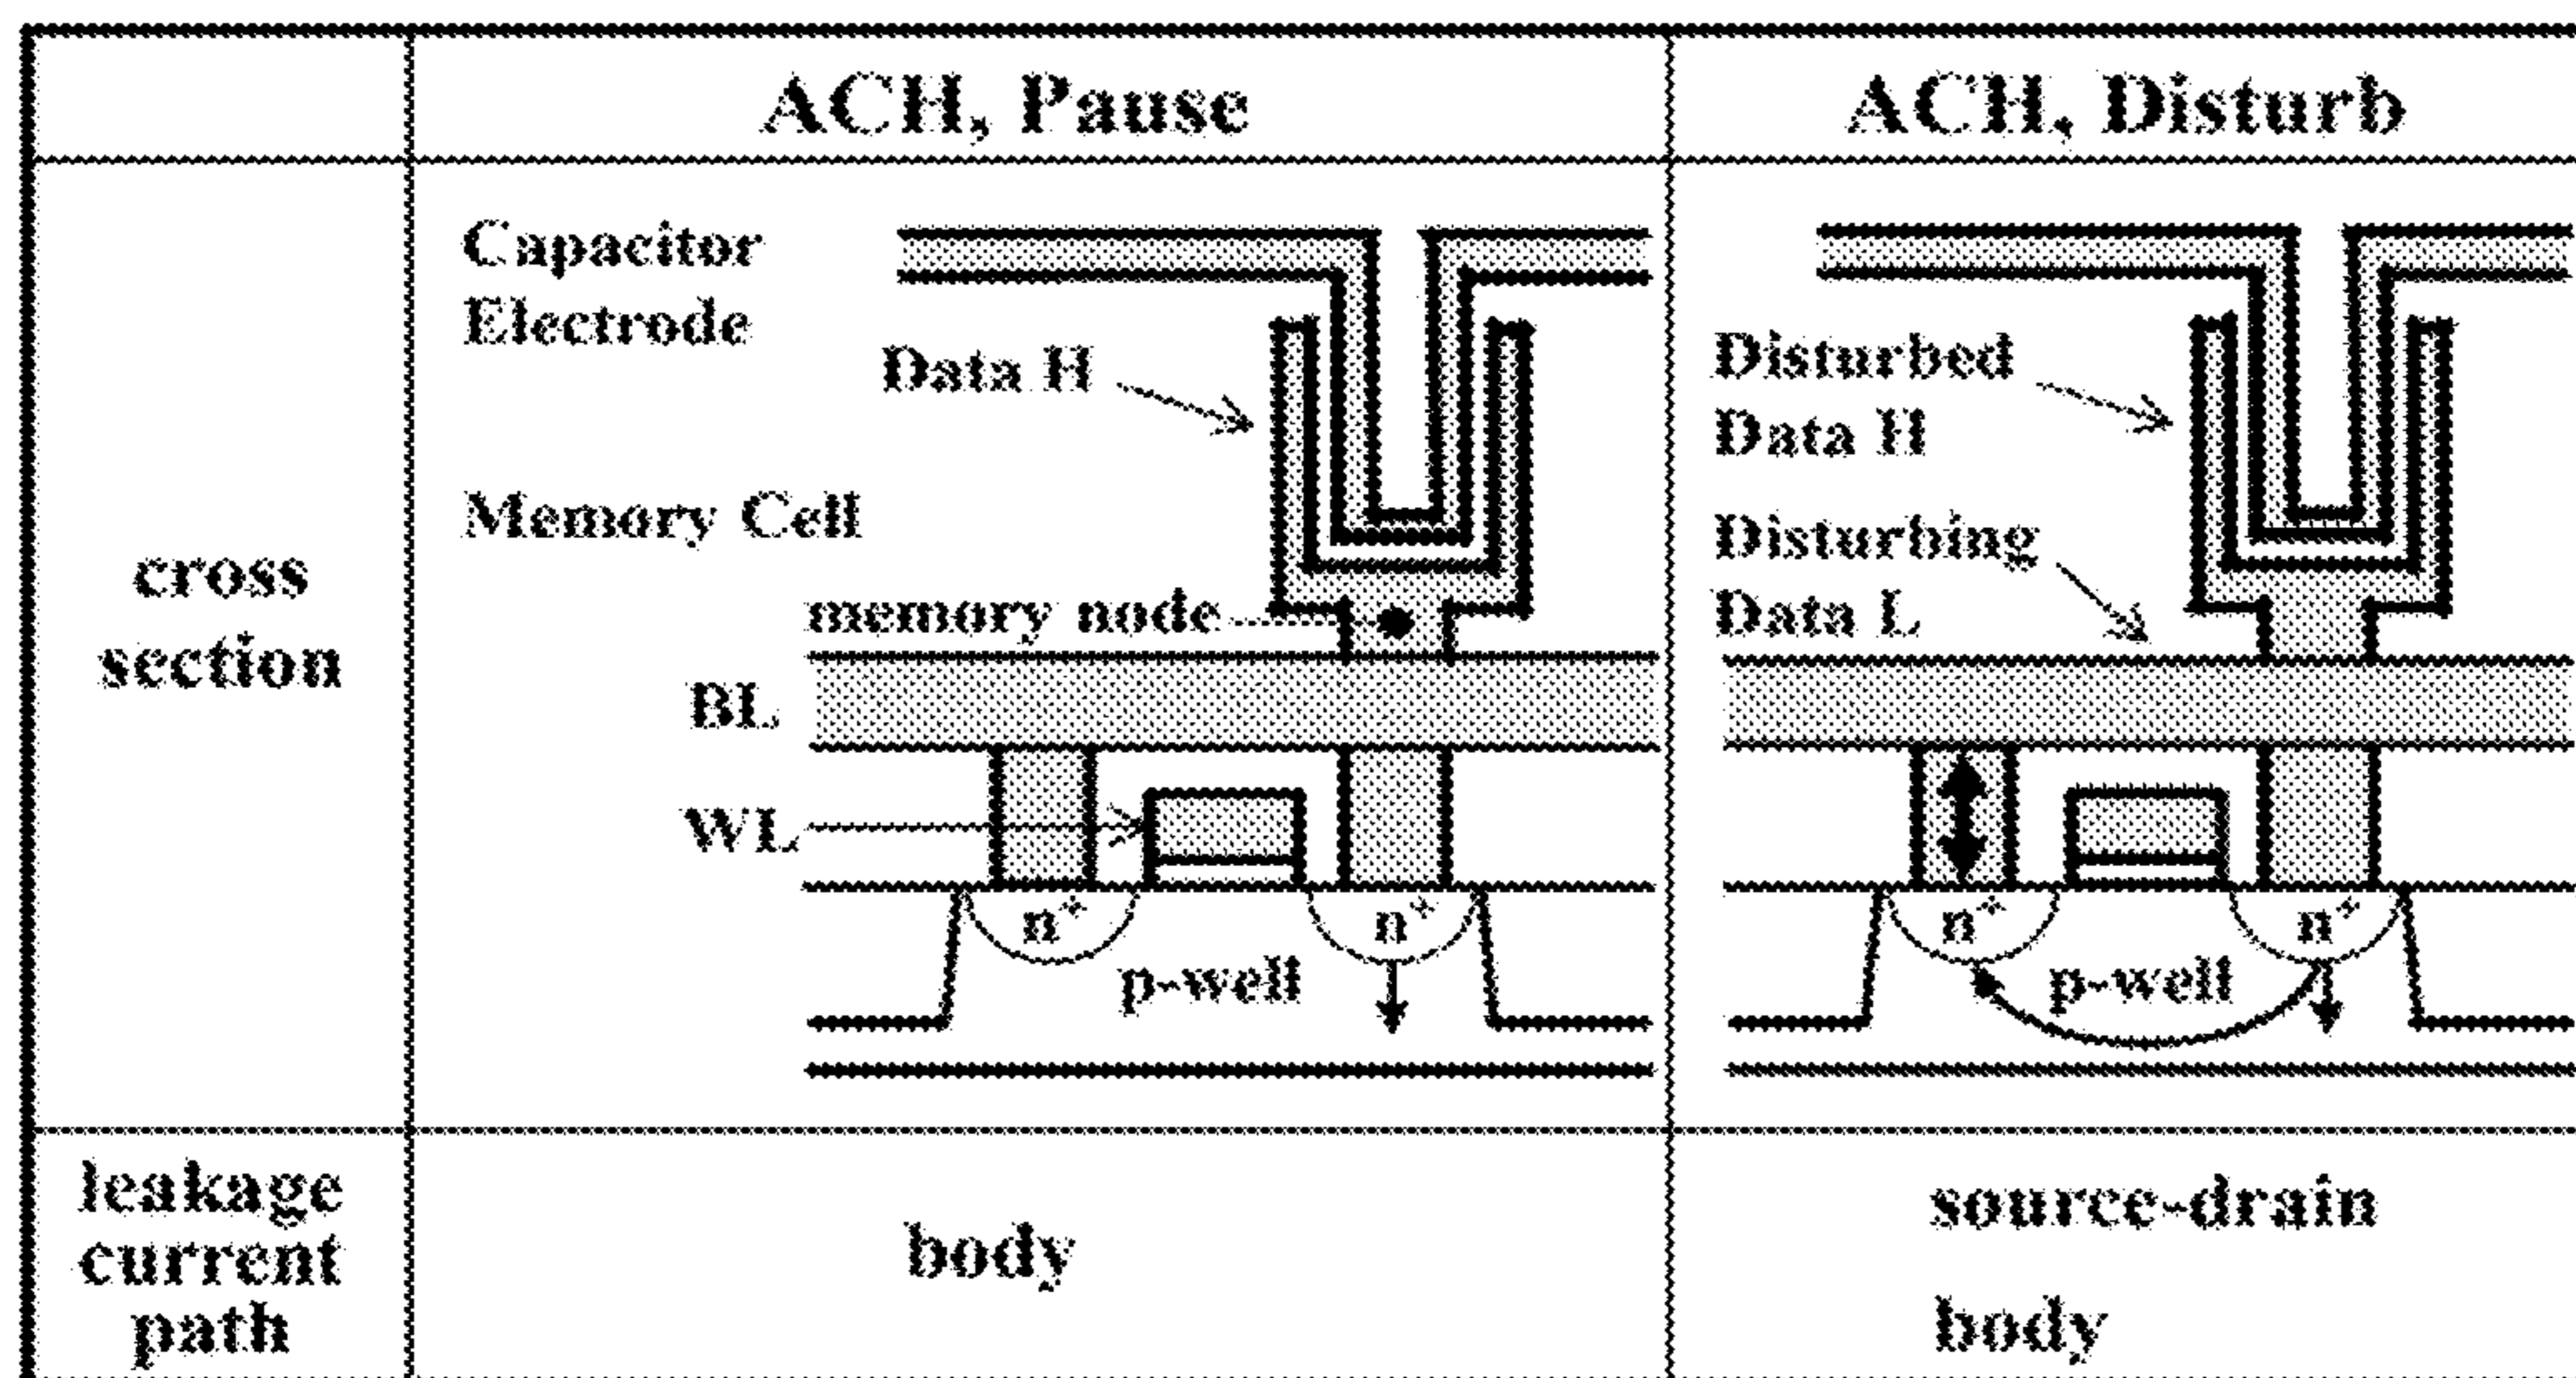 ACH, Pause
ACH, Disturb
cross
section
Capacitor
Electrode
Data H
Memory Cell
memory node
BL
WL
n+
n+
p-well
Disturbed
Data H
Disturbing
Data L
n+
n+
p-well
leakage
current
path
body
source-drain
body